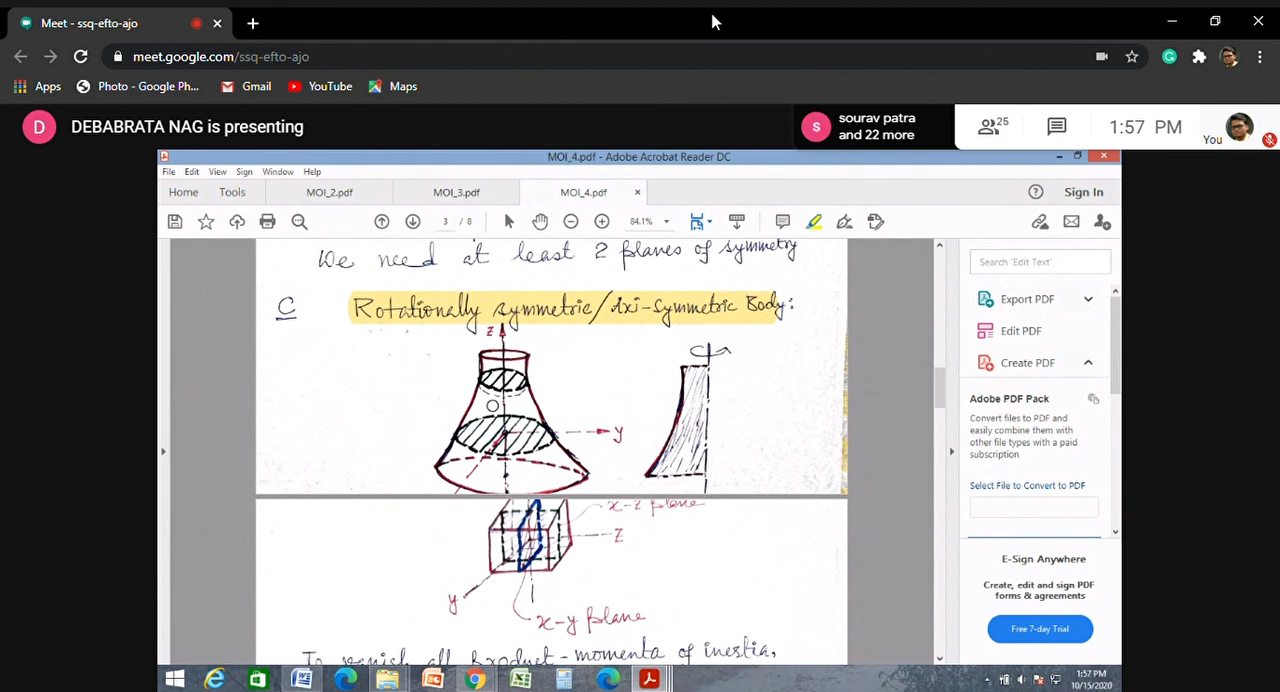 Meet - ssq-efto-ajo
meet.google.com/ssq-efto-ajo
Apps
Photo - Google Ph...
Gmail
YouTube
Maps
D
DEBABRATA NAG is presenting
s
sourav patra
and 22 more
25
1:57 PM
You
MOI_4.pdf - Adobe Acrobat Reader DC
File Edit View Sign Window Help
Home Tools MOI_2.pdf MOI_3.pdf MOI_4.pdf Sign In
3 / 8
84.1%
We need at least 2 planes of symmetry
C Rotationally symmetric/Axi-Symmetric Body:
z
O
y
x-z plane
z
y
x-y plane
To vanish all product-momenta of inestia,
Search 'Edit Text'
Export PDF
Edit PDF
Create PDF
Adobe PDF Pack
Convert files to PDF and
easily combine them with
other file types with a paid
subscription
Select File to Convert to PDF
E-Sign Anywhere
Create, edit and sign PDF
forms & agreements
Free 7-day Trial
1:57 PM
10/15/2020